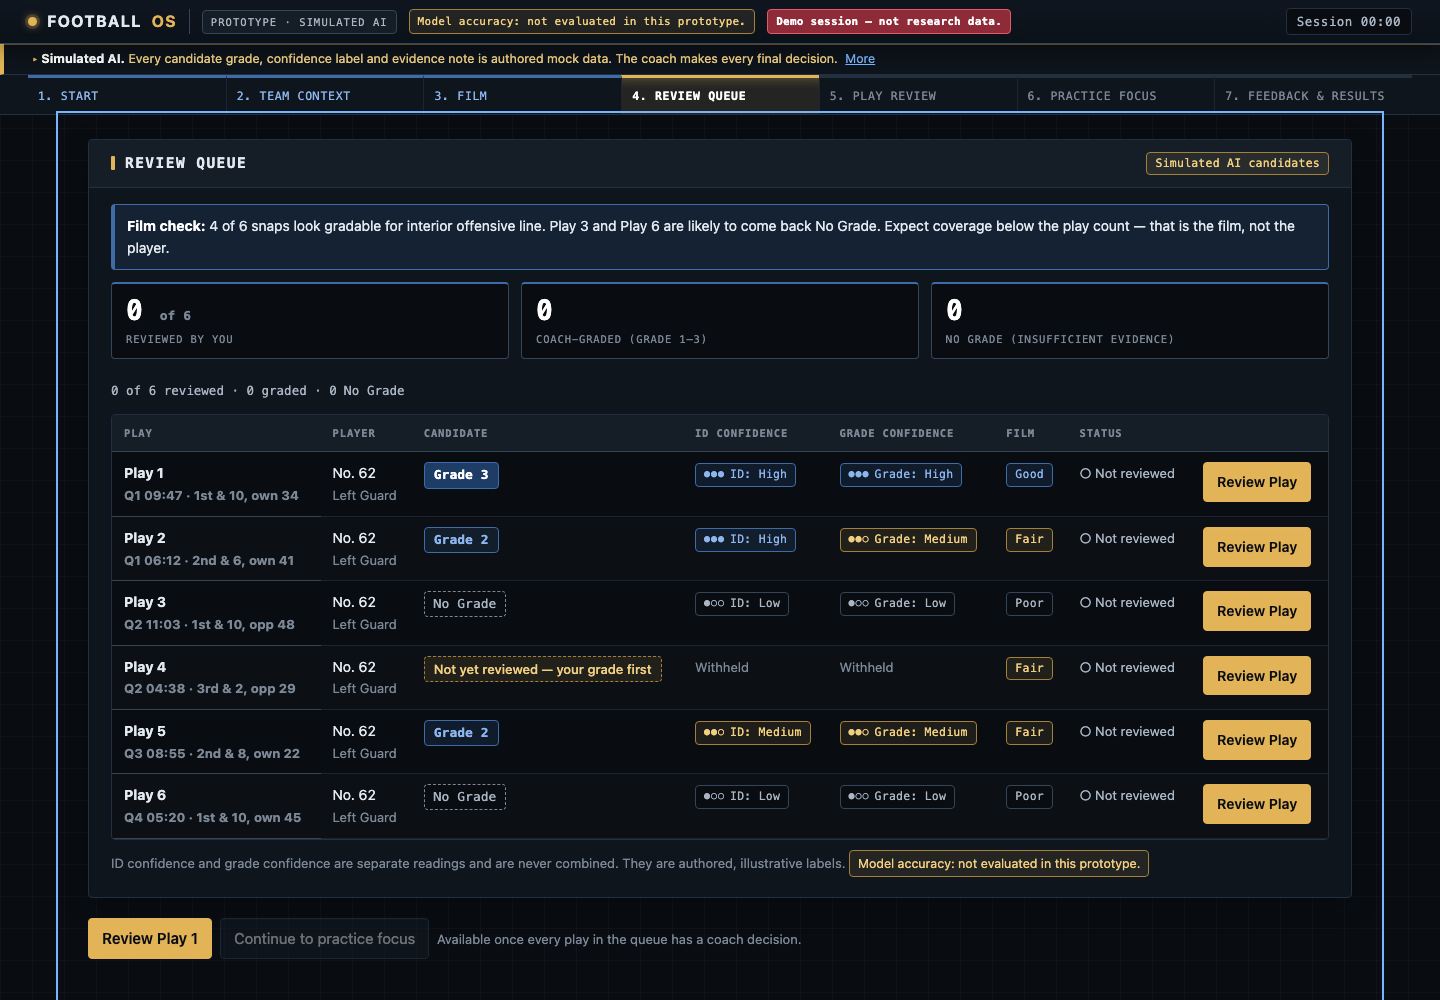 FOOTBALL OS
PROTOTYPE · SIMULATED AI
Model accuracy: not evaluated in this prototype.
Demo session — not research data.
Session 00:00
Simulated AI. Every candidate grade, confidence label and evidence note is authored mock data. The coach makes every final decision. More
1. START
2. TEAM CONTEXT
3. FILM
4. REVIEW QUEUE
5. PLAY REVIEW
6. PRACTICE FOCUS
7. FEEDBACK & RESULTS
REVIEW QUEUE
Simulated AI candidates
Film check: 4 of 6 snaps look gradable for interior offensive line. Play 3 and Play 6 are likely to come back No Grade. Expect coverage below the play count — that is the film, not the
player.
0 of 6
REVIEWED BY YOU
0
COACH-GRADED (GRADE 1–3)
0
NO GRADE (INSUFFICIENT EVIDENCE)
0 of 6 reviewed · 0 graded · 0 No Grade
PLAY PLAYER CANDIDATE ID CONFIDENCE GRADE CONFIDENCE FILM STATUS
Play 1 No. 62 Grade 3 ●●● ID: High ●●● Grade: High Good ○ Not reviewed Review Play
Q1 09:47 · 1st & 10, own 34 Left Guard
Play 2 No. 62 Grade 2 ●●● ID: High ●●○ Grade: Medium Fair ○ Not reviewed Review Play
Q1 06:12 · 2nd & 6, own 41 Left Guard
Play 3 No. 62 No Grade ●○○ ID: Low ●○○ Grade: Low Poor ○ Not reviewed Review Play
Q2 11:03 · 1st & 10, opp 48 Left Guard
Play 4 No. 62 Not yet reviewed — your grade first Withheld Withheld Fair ○ Not reviewed Review Play
Q2 04:38 · 3rd & 2, opp 29 Left Guard
Play 5 No. 62 Grade 2 ●●○ ID: Medium ●●○ Grade: Medium Fair ○ Not reviewed Review Play
Q3 08:55 · 2nd & 8, own 22 Left Guard
Play 6 No. 62 No Grade ●○○ ID: Low ●○○ Grade: Low Poor ○ Not reviewed Review Play
Q4 05:20 · 1st & 10, own 45 Left Guard
ID confidence and grade confidence are separate readings and are never combined. They are authored, illustrative labels. Model accuracy: not evaluated in this prototype.
Review Play 1
Continue to practice focus
Available once every play in the queue has a coach decision.